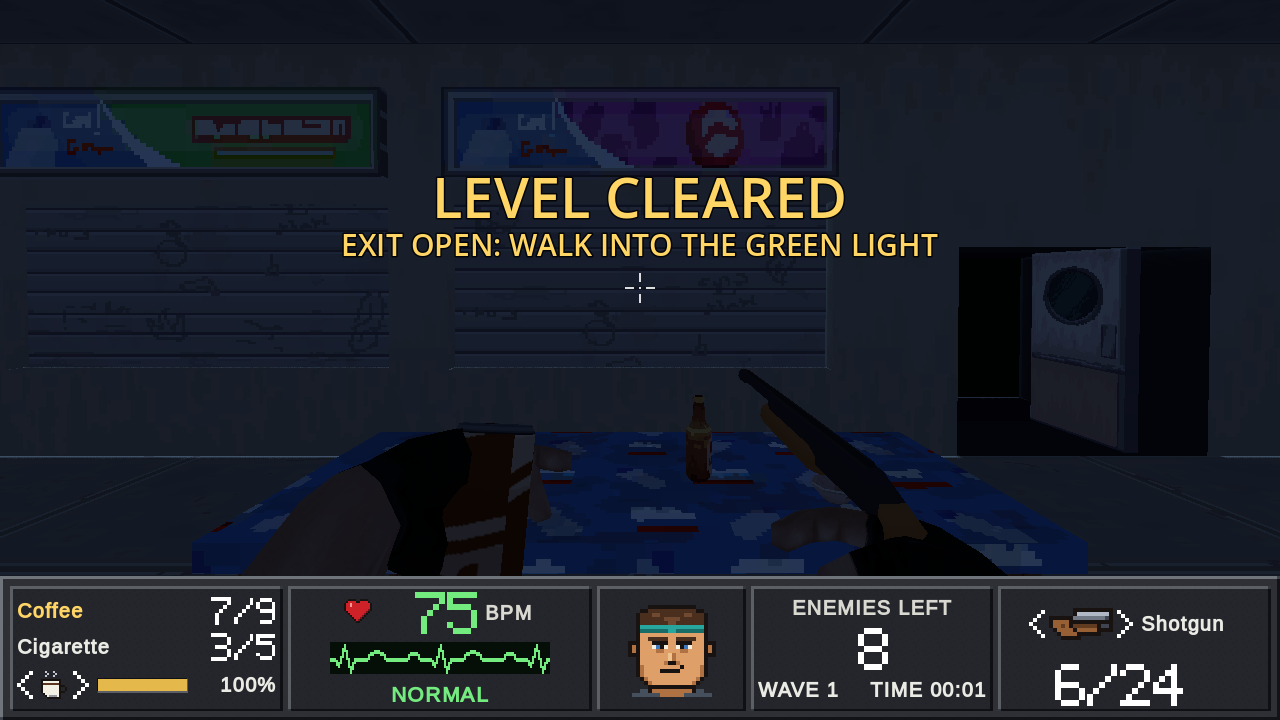 LEVEL CLEARED
EXIT OPEN: WALK INTO THE GREEN LIGHT
Coffee 7/9
Cigarette 3/5
100%
75 BPM
NORMAL
ENEMIES LEFT
8
WAVE 1 TIME 00:01
Shotgun
6/24